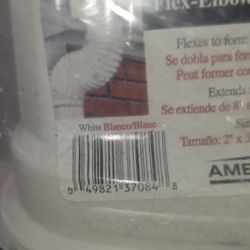 Flex-Elbow
Flexes to form
Se dobla para for
Peut former co
Extends
Se extiende de 8'
Siz
Tamaño: 2" x 3
White Blanco/Blanc
AME
0 49821 37084 8